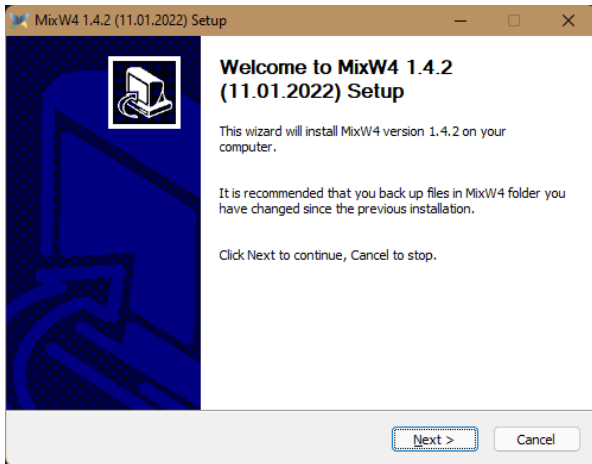 MixW4 1.4.2 (11.01.2022) Setup
Welcome to MixW4 1.4.2
(11.01.2022) Setup
This wizard will install MixW4 version 1.4.2 on your
computer.
It is recommended that you back up files in MixW4 folder you
have changed since the previous installation.
Click Next to continue, Cancel to stop.
Next >
Cancel